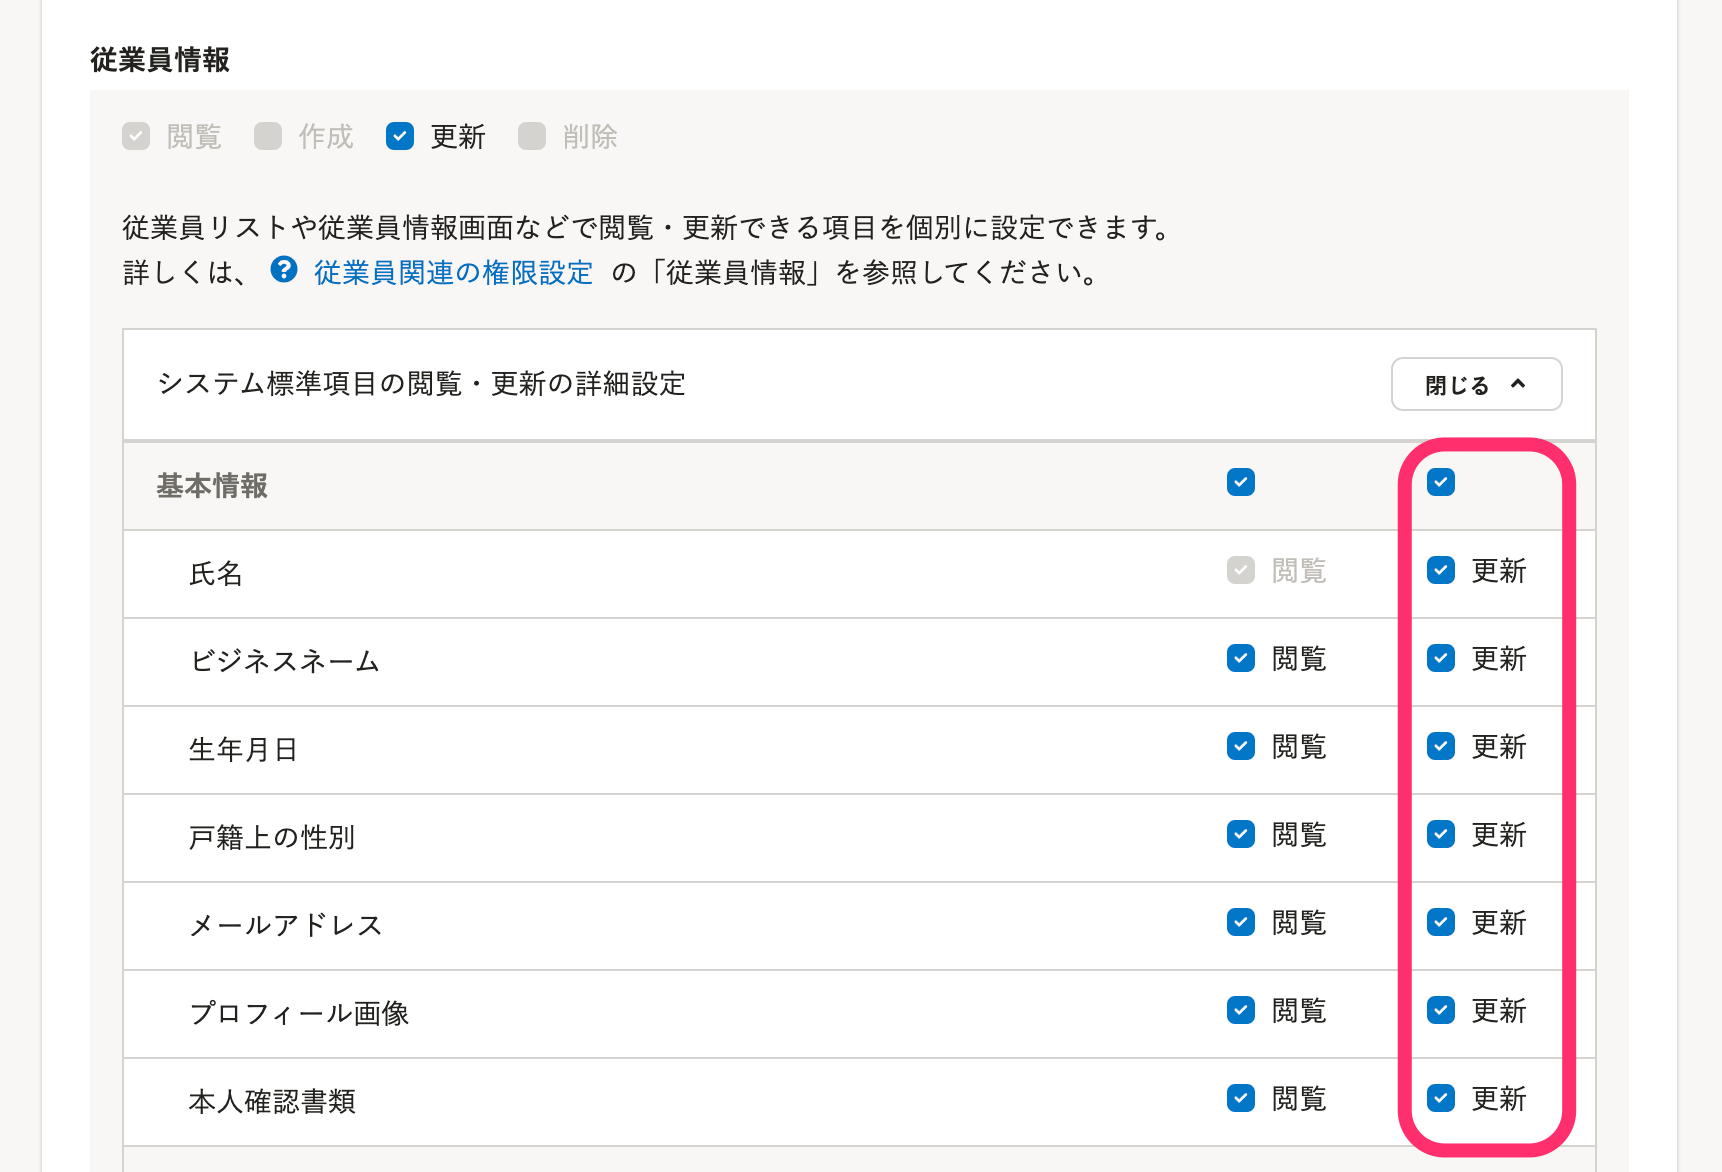 従業員情報
閲覧 作成 更新 削除
従業員リストや従業員情報画面などで閲覧・更新できる項目を個別に設定できます。
詳しくは、 ? 従業員関連の権限設定 の「従業員情報」を参照してください。
システム標準項目の閲覧・更新の詳細設定 閉じる
基本情報
氏名 閲覧 更新
ビジネスネーム 閲覧 更新
生年月日 閲覧 更新
戸籍上の性別 閲覧 更新
メールアドレス 閲覧 更新
プロフィール画像 閲覧 更新
本人確認書類 閲覧 更新